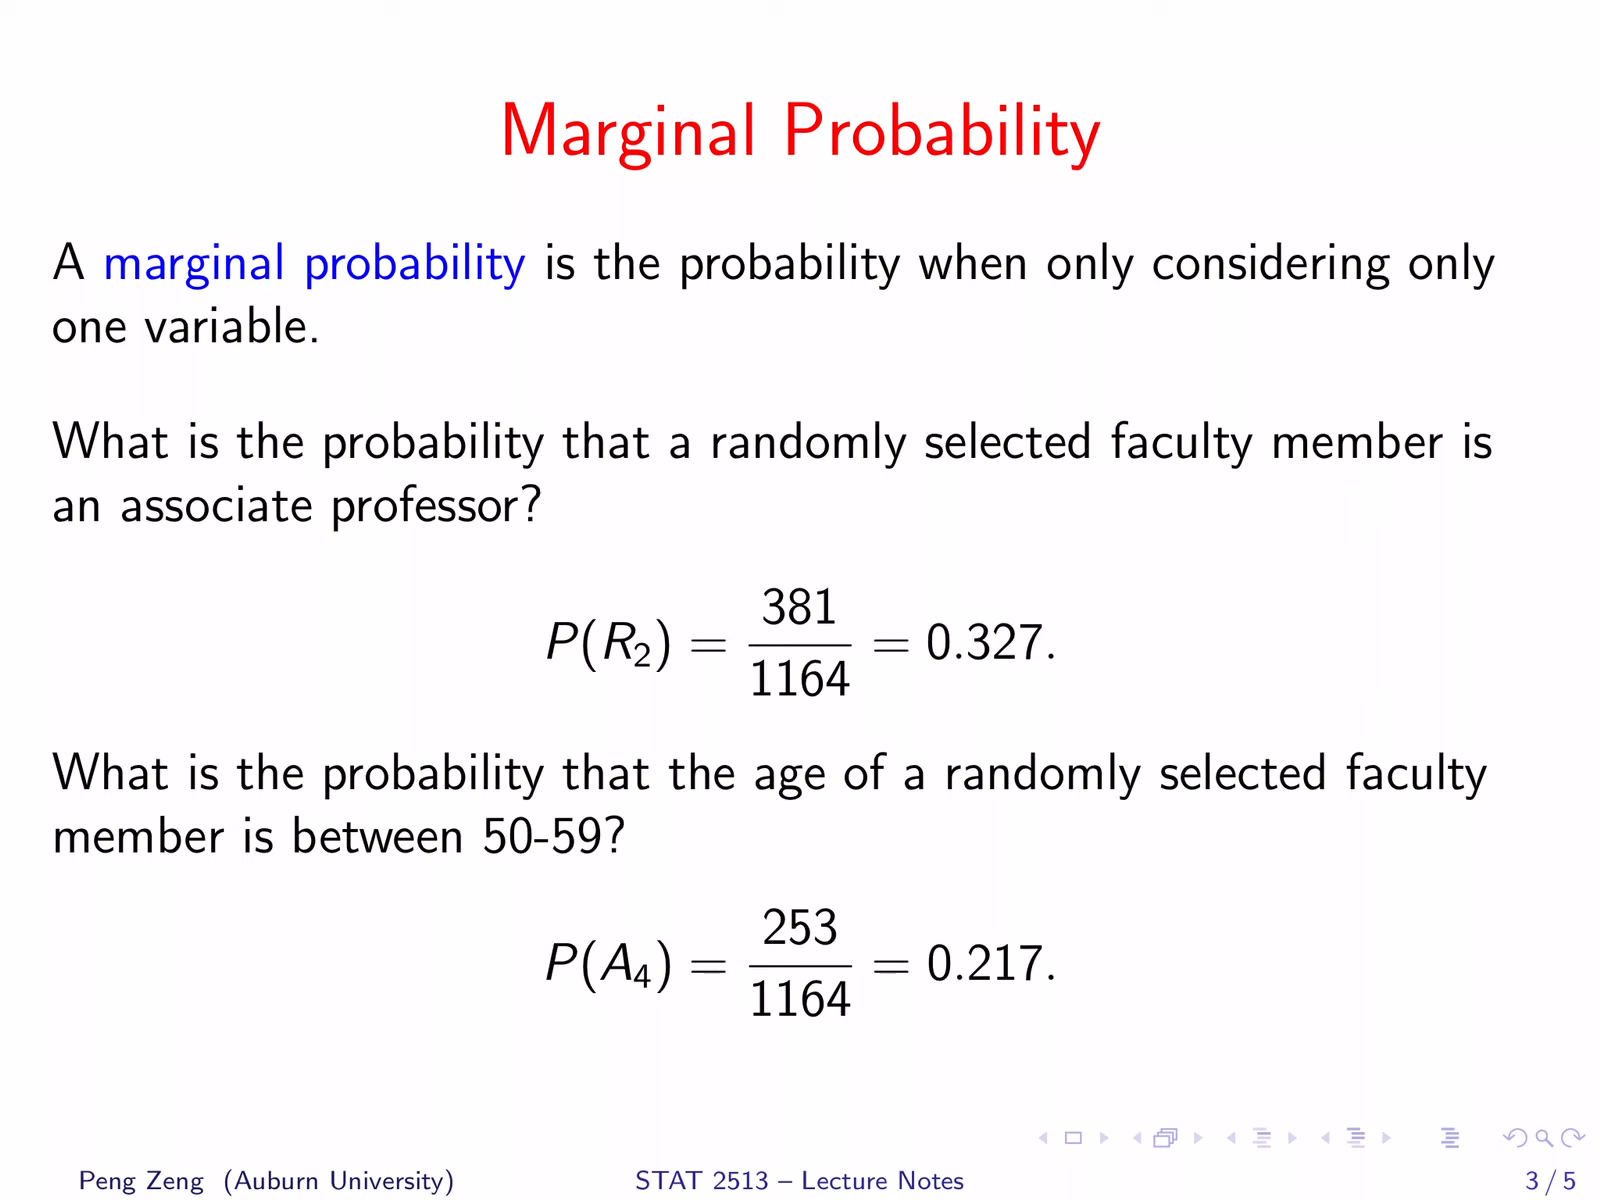 Marginal Probability
A marginal probability is the probability when only considering only
one variable.
What is the probability that a randomly selected faculty member is
an associate professor?
P(R₂) = 381/1164 = 0.327.
What is the probability that the age of a randomly selected faculty
member is between 50-59?
P(A₄) = 253/1164 = 0.217.
Peng Zeng (Auburn University) STAT 2513 – Lecture Notes 3 / 5